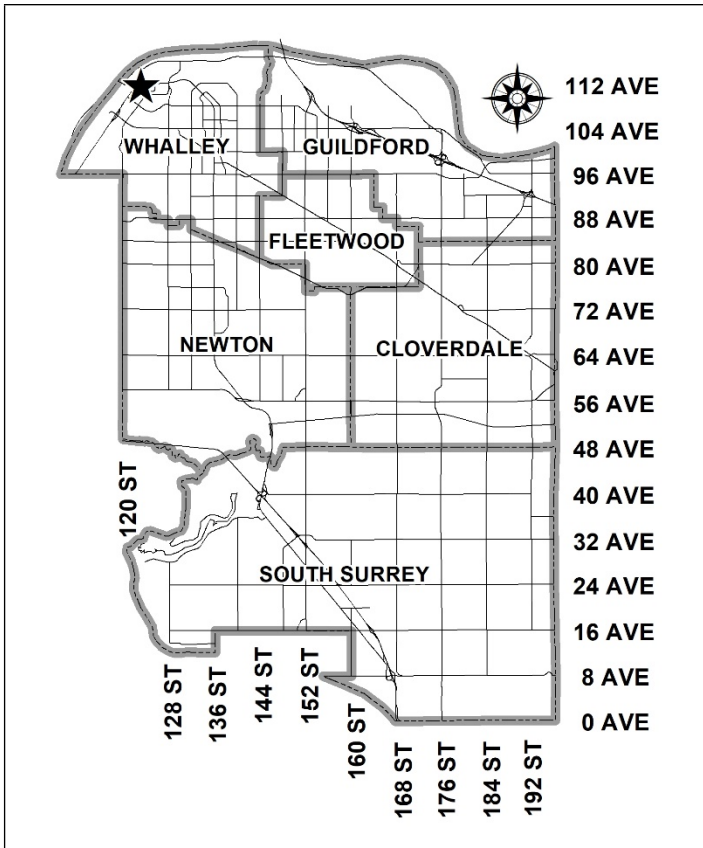 112 AVE
104 AVE
WHALLEY
GUILDFORD
96 AVE
88 AVE
FLEETWOOD
80 AVE
72 AVE
NEWTON
CLOVERDALE
64 AVE
56 AVE
48 AVE
120 ST
40 AVE
32 AVE
SOUTH SURREY
24 AVE
16 AVE
8 AVE
0 AVE
128 ST
136 ST
144 ST
152 ST
160 ST
168 ST
176 ST
184 ST
192 ST